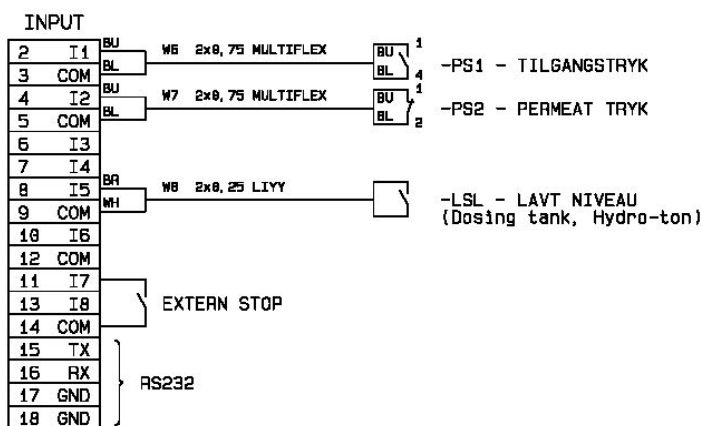 INPUT
2 I1 BU W6 2x0,75 MULTIFLEX BU 1
3 COM BL BL 4 -PS1 - TILGANGSTRYK
4 I2 BU W7 2x0,75 MULTIFLEX BU 1
5 COM BL BL 2 -PS2 - PERMEAT TRYK
6 I3
7 I4
8 I5 BR W8 2x0,25 LIYY
9 COM WH -LSL - LAVT NIVEAU
(Dosing tank, Hydro-ton)
10 I6
12 COM
11 I7
13 I8 EXTERN STOP
14 COM
15 TX
16 RX RS232
17 GND
18 GND